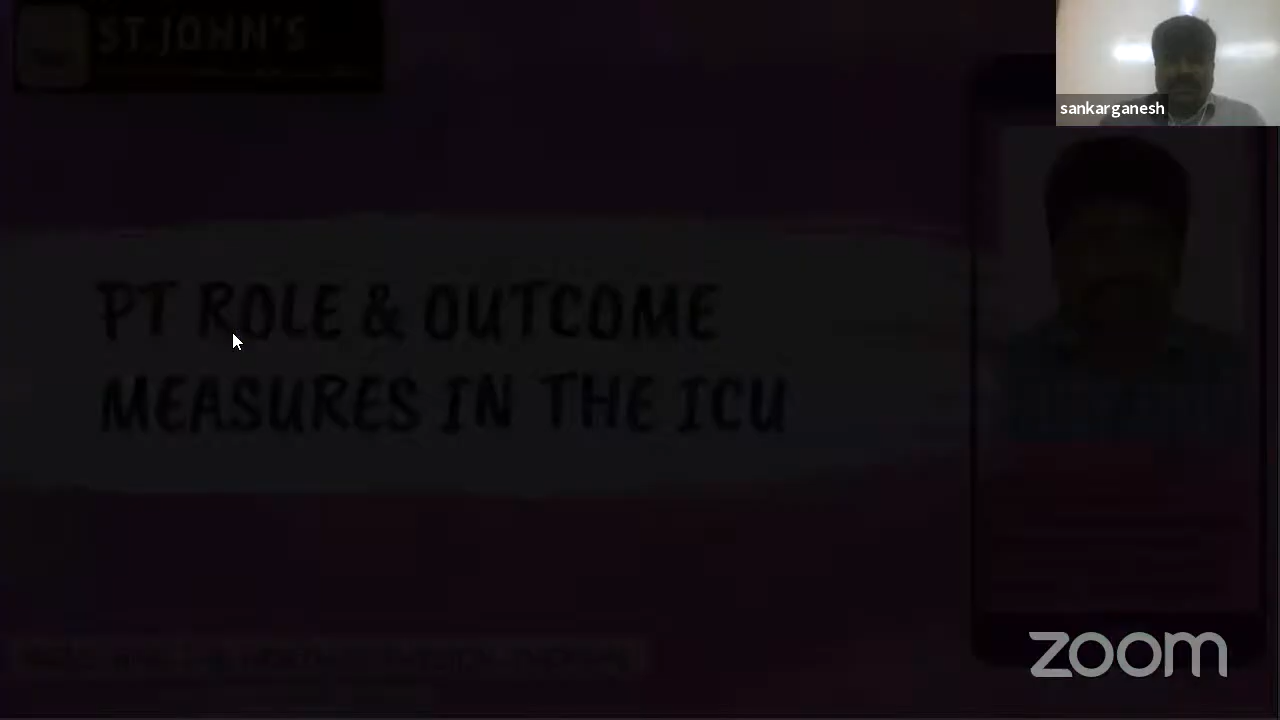 ST JOHN'S
sankarganesh
PT ROLE & OUTCOME
MEASURES IN THE ICU
zoom